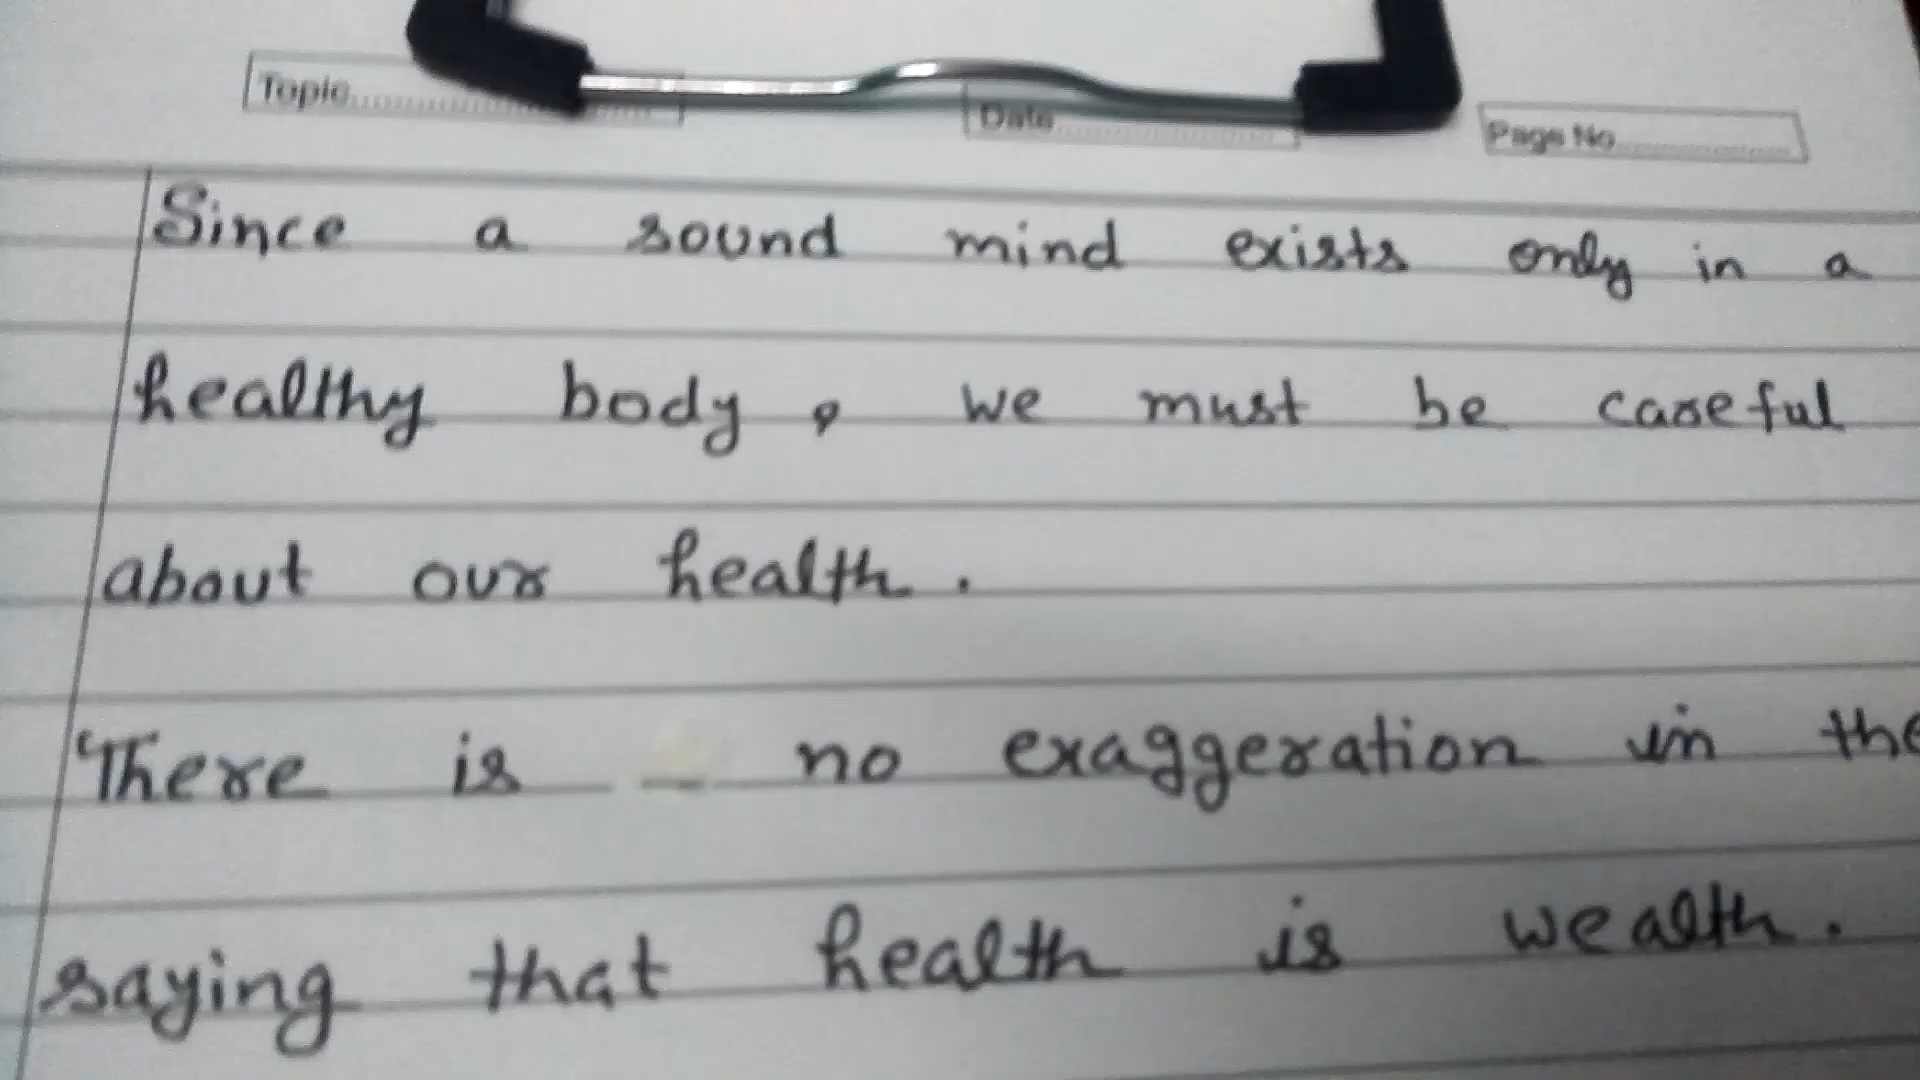 Topic
Date
Page No
Since a sound mind exists only in a
healthy body, we must be careful
about our health.
There is no exaggeration in the
saying that health is wealth.